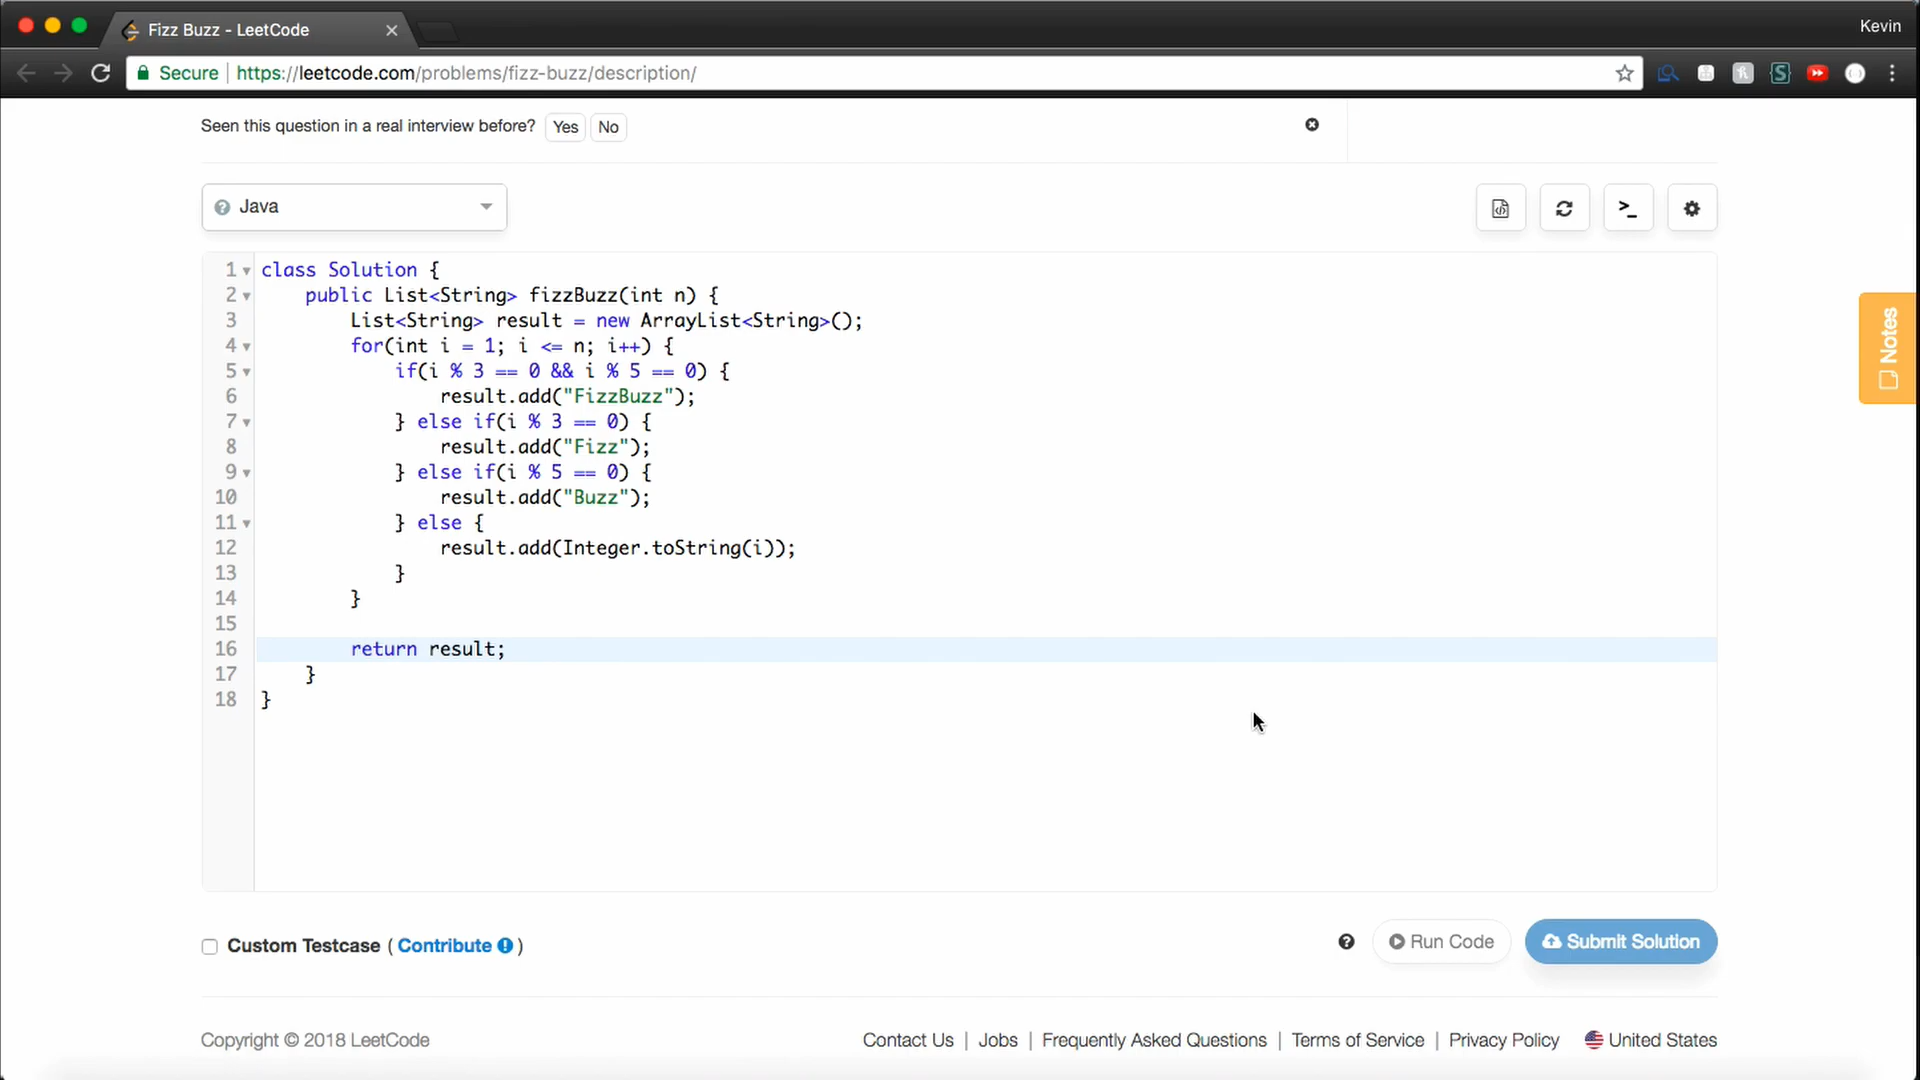 Fizz Buzz - LeetCode
Kevin
Secure https://leetcode.com/problems/fizz-buzz/description/
Seen this question in a real interview before? Yes No
Java
>_
1 class Solution {
2 public List<String> fizzBuzz(int n) {
3 List<String> result = new ArrayList<String>();
4 for(int i = 1; i <= n; i++) {
5 if(i % 3 == 0 && i % 5 == 0) {
6 result.add("FizzBuzz");
7 } else if(i % 3 == 0) {
8 result.add("Fizz");
9 } else if(i % 5 == 0) {
10 result.add("Buzz");
11 } else {
12 result.add(Integer.toString(i));
13 }
14 }
15
16 return result;
17 }
18 }
Notes
Custom Testcase ( Contribute )
Run Code
Submit Solution
Copyright © 2018 LeetCode
Contact Us | Jobs | Frequently Asked Questions | Terms of Service | Privacy Policy United States